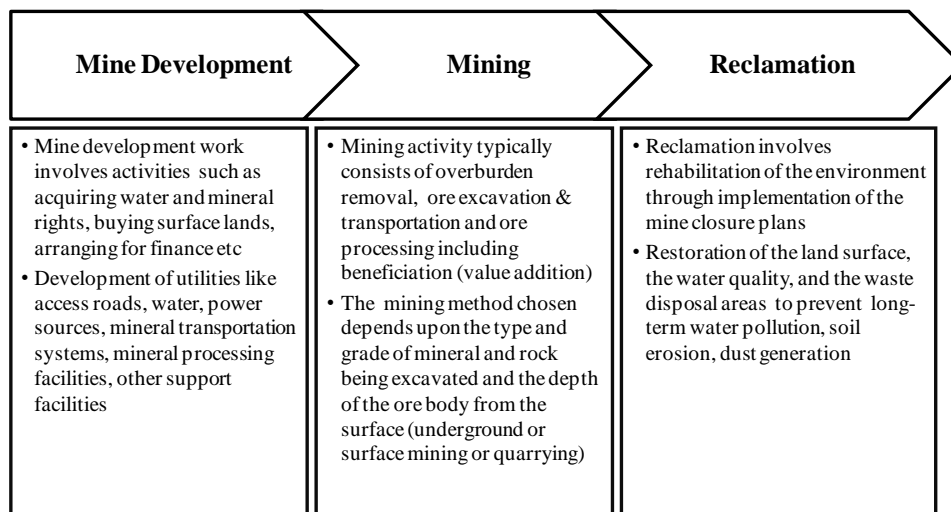 Mine Development
Mining
Reclamation
• Mine development work
involves activities such as
acquiring water and mineral
rights, buying surface lands,
arranging for finance etc
• Development of utilities like
access roads, water, power
sources, mineral transportation
systems, mineral processing
facilities, other support
facilities
• Mining activity typically
consists of overburden
removal, ore excavation &
transportation and ore
processing including
beneficiation (value addition)
• The mining method chosen
depends upon the type and
grade of mineral and rock
being excavated and the depth
of the ore body from the
surface (underground or
surface mining or quarrying)
• Reclamation involves
rehabilitation of the environment
through implementation of the
mine closure plans
• Restoration of the land surface,
the water quality, and the waste
disposal areas to prevent long-
term water pollution, soil
erosion, dust generation